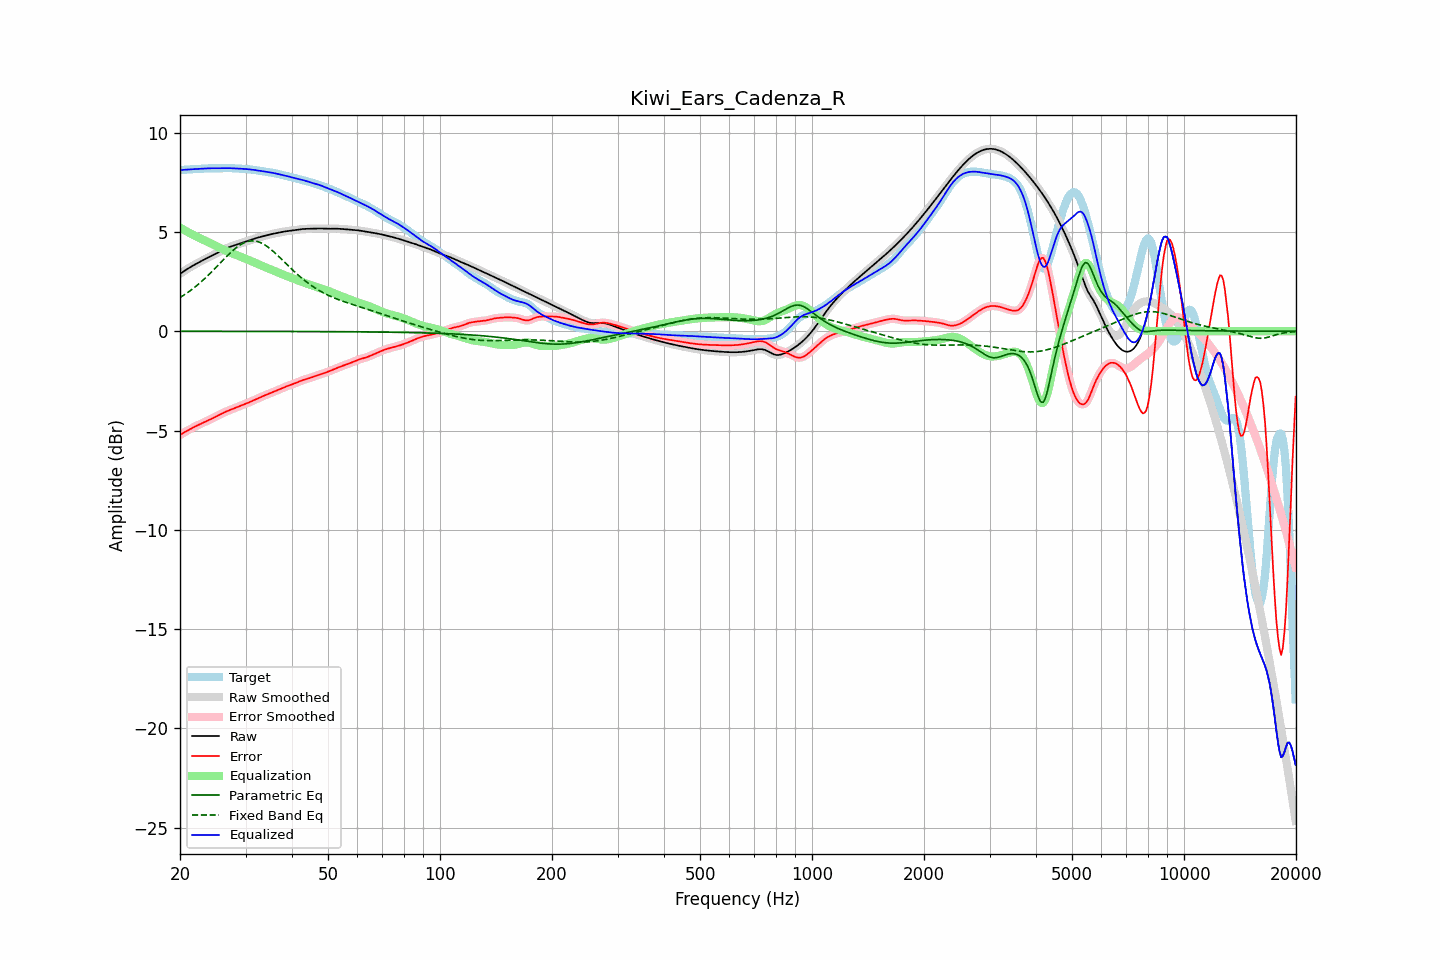 Kiwi_Ears_Cadenza_R
10
5
0
−5
−10
−15
−20
−25
Amplitude (dBr)
Target
Raw Smoothed
Error Smoothed
Raw
Error
Equalization
Parametric Eq
Fixed Band Eq
Equalized
20 50 100 200 500 1000 2000 5000 10000 20000
Frequency (Hz)